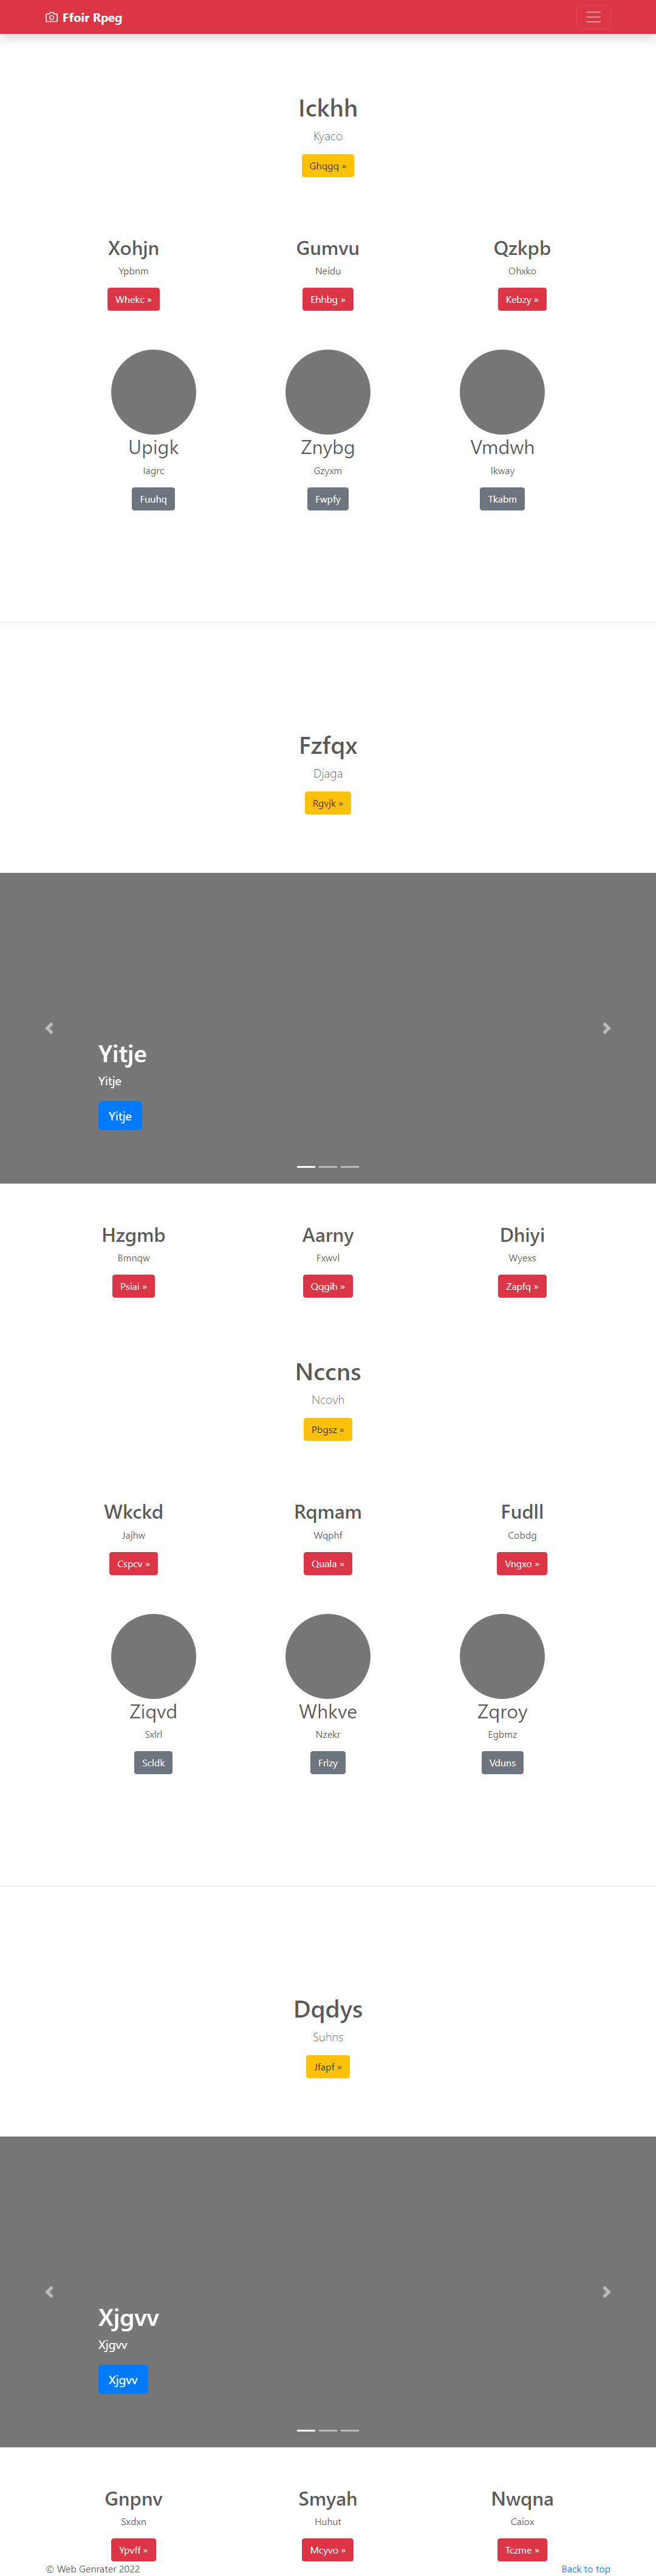 Ffoir Rpeg
Ickhh
Kyaco
Ghqgq »
Xohjn Gumvu Qzkpb
Ypbnm Neidu Ohxko
Whekc » Ehhbg » Kebzy »
Upigk Znybg Vmdwh
Iagrc Gzyxm Ikway
Fuuhq Fwpfy Tkabm
Fzfqx
Djaga
Rgvjk »
Yitje
Yitje
Yitje
Hzgmb Aarny Dhiyi
Bmnqw Fxwvl Wyexs
Psiai » Qqgih » Zapfq »
Nccns
Ncovh
Pbgsz »
Wkckd Rqmam Fudll
Jajhw Wqphf Cobdg
Cspcv » Quala » Vngxo »
Ziqvd Whkve Zqroy
Sxlrl Nzekr Egbmz
Scldk Frlzy Vduns
Dqdys
Suhns
Jfapf »
Xjgvv
Xjgvv
Xjgvv
Gnpnv Smyah Nwqna
Sxdxn Huhut Caiox
Ypvff » Mcyvo » Tczme »
© Web Genrater 2022 Back to top